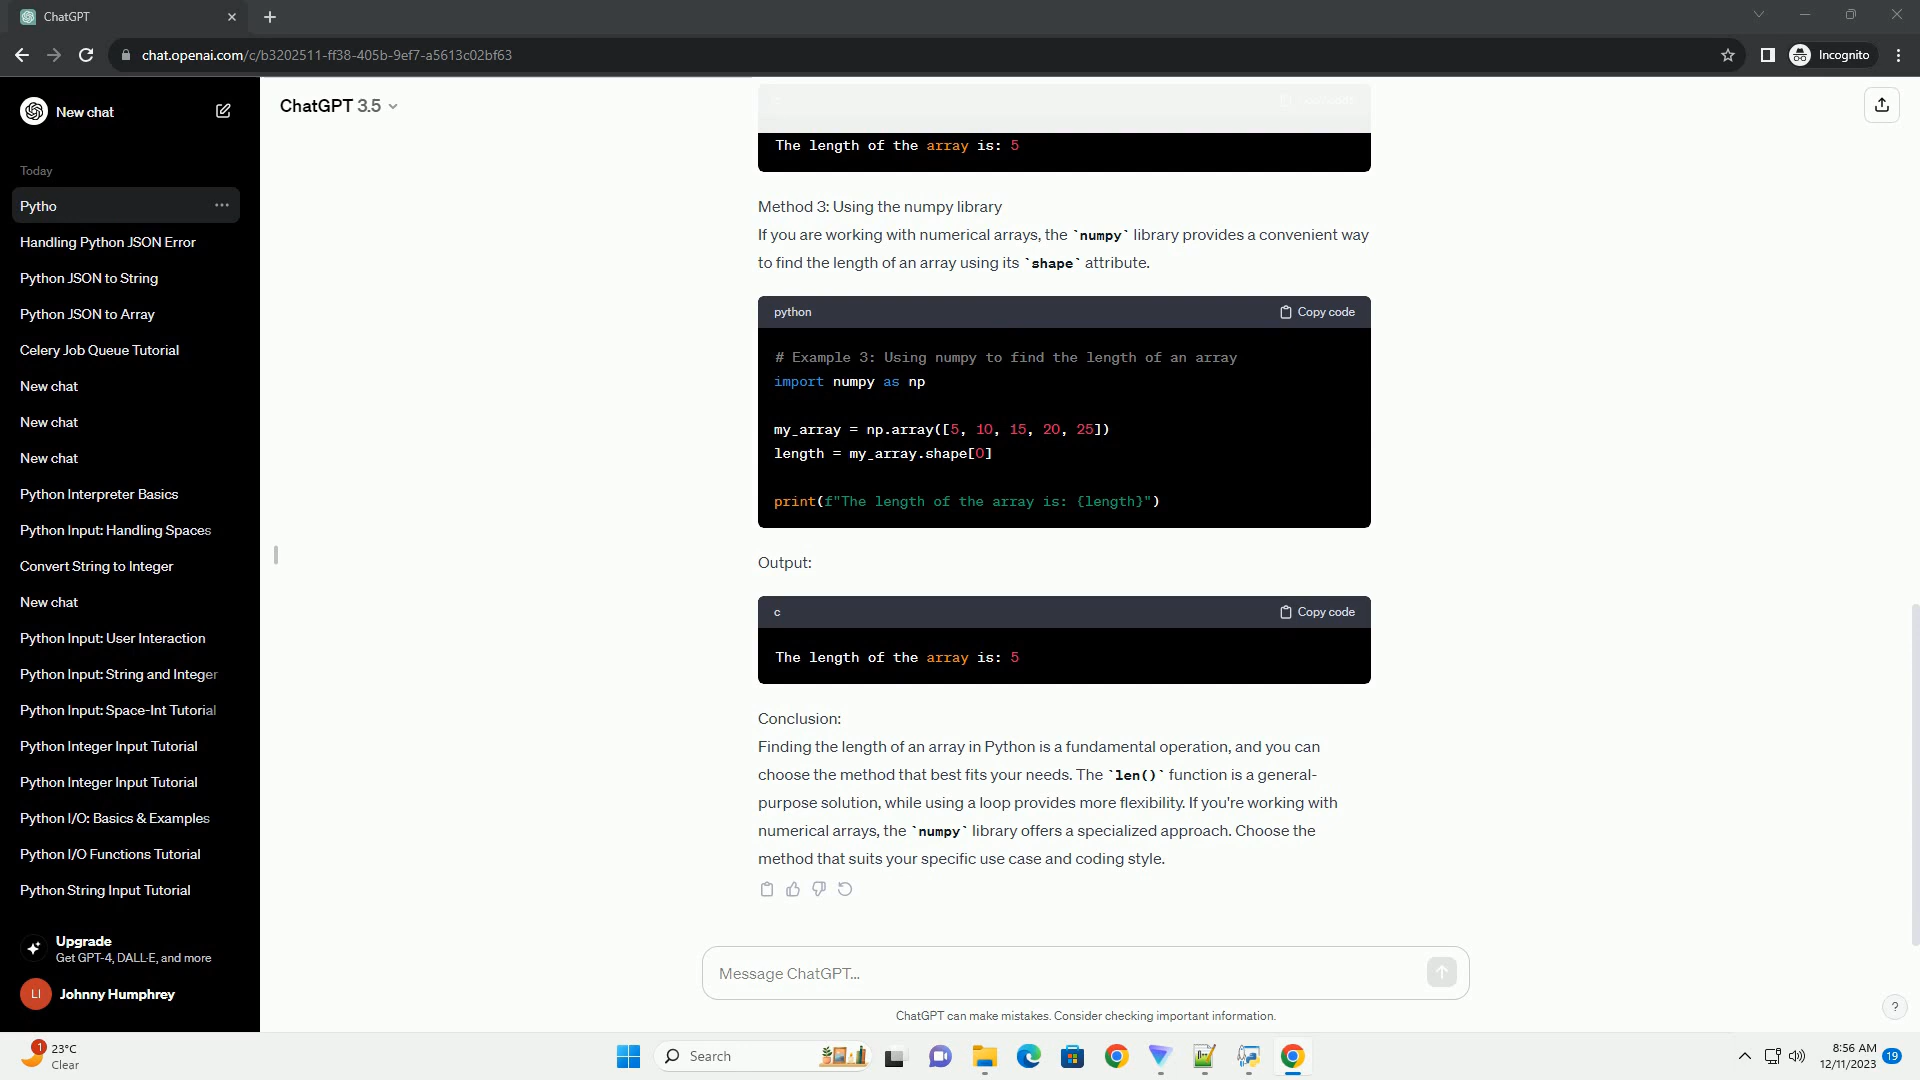 ChatGPT
chat.openai.com/c/b3202511-ff38-405b-9ef7-a5613c02bf63
Incognito
New chat
Today
Pytho
Handling Python JSON Error
Python JSON to String
Python JSON to Array
Celery Job Queue Tutorial
New chat
New chat
New chat
Python Interpreter Basics
Python Input: Handling Spaces
Convert String to Integer
New chat
Python Input: User Interaction
Python Input: String and Integer
Python Input: Space-Int Tutorial
Python Integer Input Tutorial
Python Integer Input Tutorial
Python I/O: Basics & Examples
Python I/O Functions Tutorial
Python String Input Tutorial
Upgrade
Get GPT-4, DALL·E, and more
LI
Johnny Humphrey
ChatGPT 3.5
The length of the array is: 5
Method 3: Using the numpy library
If you are working with numerical arrays, the `numpy` library provides a convenient way
to find the length of an array using its `shape` attribute.
python
Copy code
# Example 3: Using numpy to find the length of an array
import numpy as np
my_array = np.array([5, 10, 15, 20, 25])
length = my_array.shape[0]
print(f"The length of the array is: {length}")
Output:
c
Copy code
The length of the array is: 5
Conclusion:
Finding the length of an array in Python is a fundamental operation, and you can
choose the method that best fits your needs. The `len()` function is a general-
purpose solution, while using a loop provides more flexibility. If you're working with
numerical arrays, the `numpy` library offers a specialized approach. Choose the
method that suits your specific use case and coding style.
Message ChatGPT...
ChatGPT can make mistakes. Consider checking important information.
?
1
23°C
Clear
Search
8:56 AM
12/11/2023
19